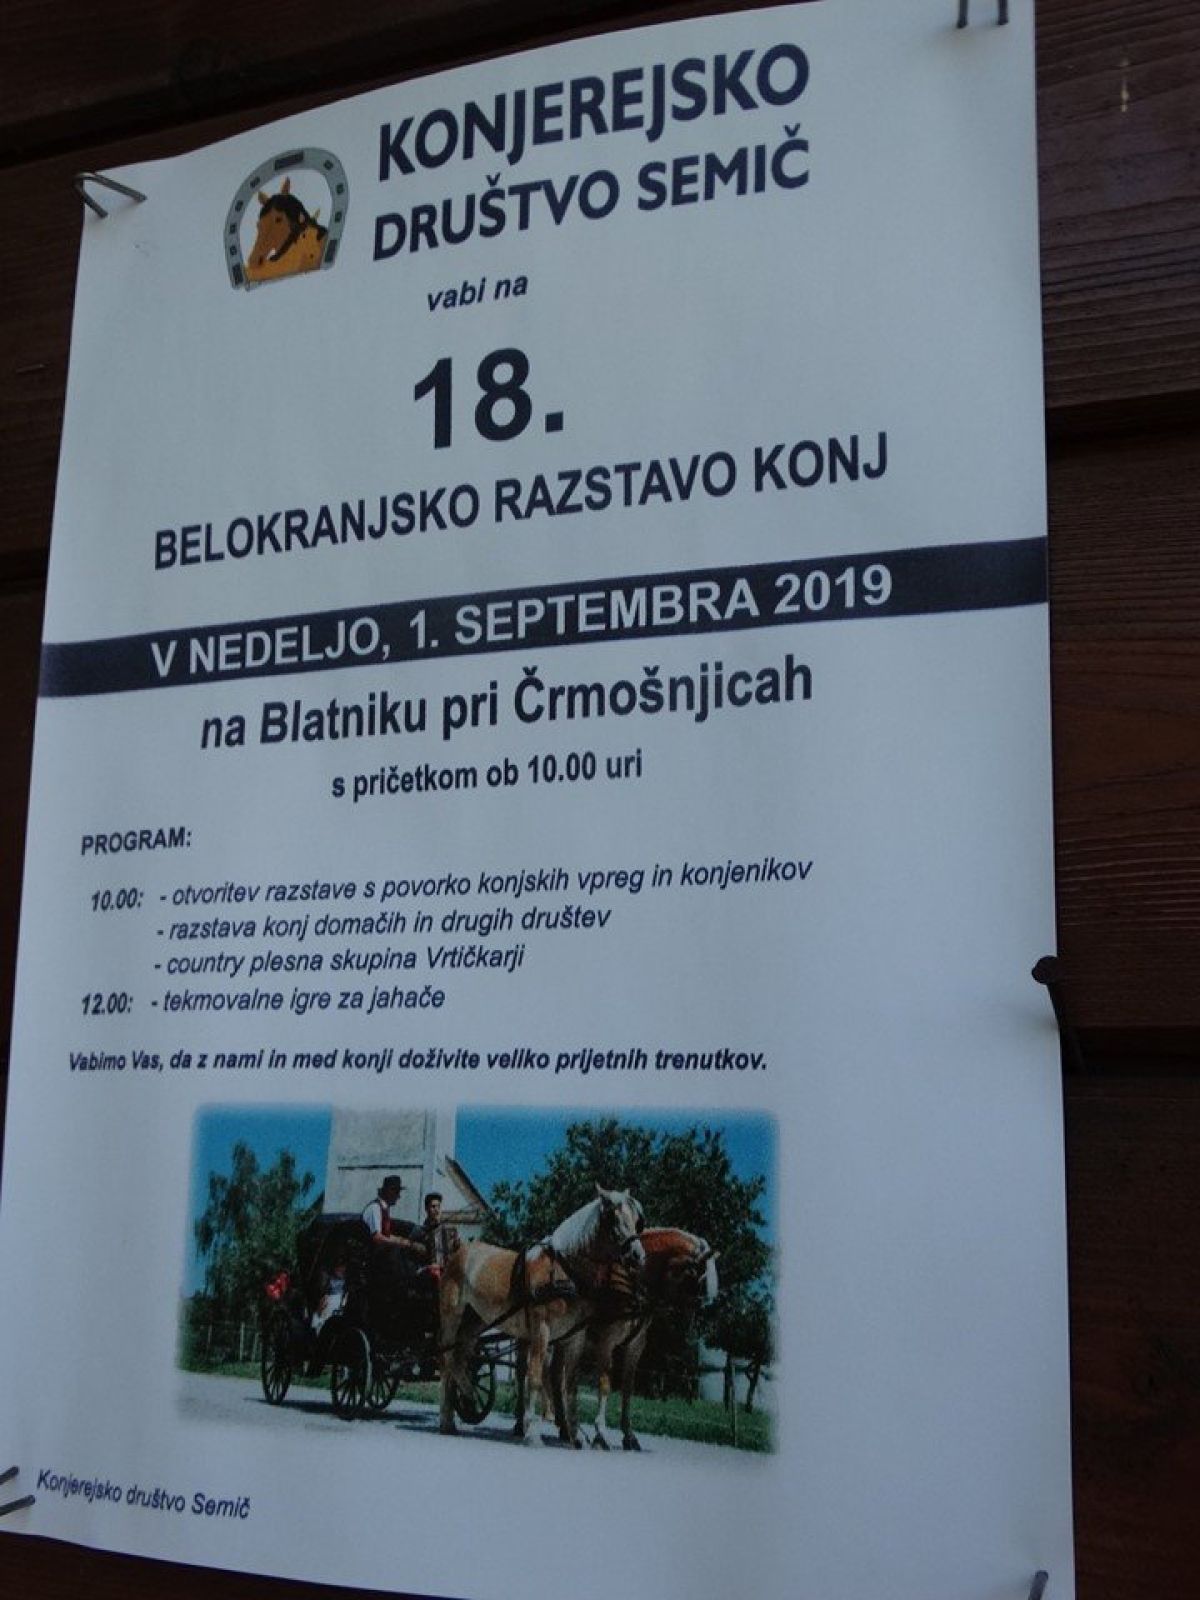 KONJEREJSKO
DRUŠTVO SEMIČ
vabi na
18.
BELOKRANJSKO RAZSTAVO KONJ
V NEDELJO, 1. SEPTEMBRA 2019
na Blatniku pri Črmošnjicah
s pričetkom ob 10.00 uri
PROGRAM:
10.00: - otvoritev razstave s povorko konjskih vpreg in konjenikov
- razstava konj domačih in drugih društev
- country plesna skupina Vrtičkarji
12.00: - tekmovalne igre za jahače
Vabimo Vas, da z nami in med konji doživite veliko prijetnih trenutkov.
Konjerejsko društvo Semič